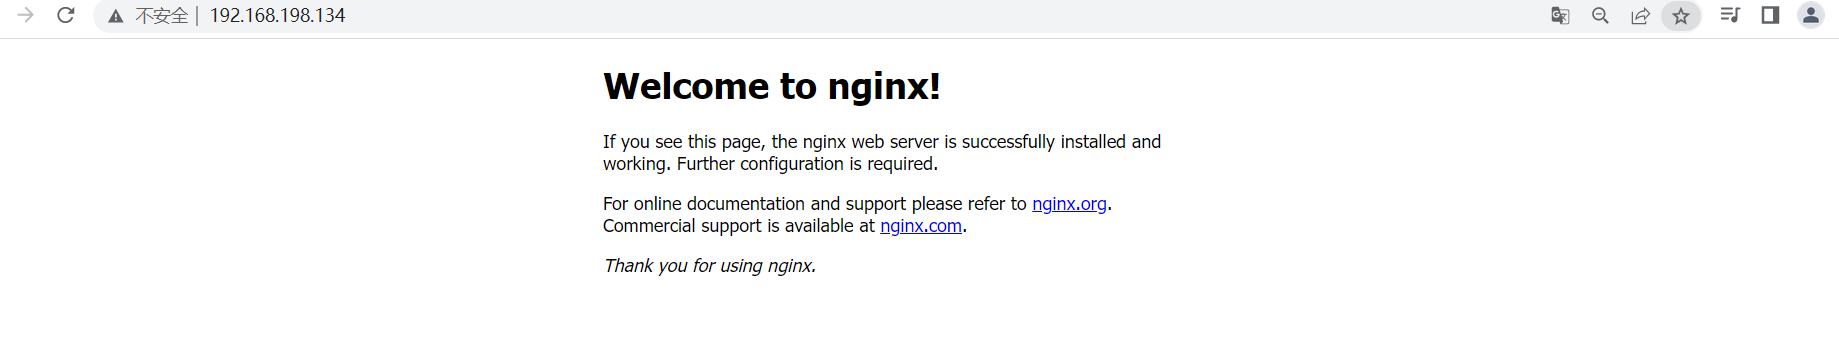 不安全 | 192.168.198.134
Welcome to nginx!
If you see this page, the nginx web server is successfully installed and
working. Further configuration is required.
For online documentation and support please refer to nginx.org.
Commercial support is available at nginx.com.
Thank you for using nginx.